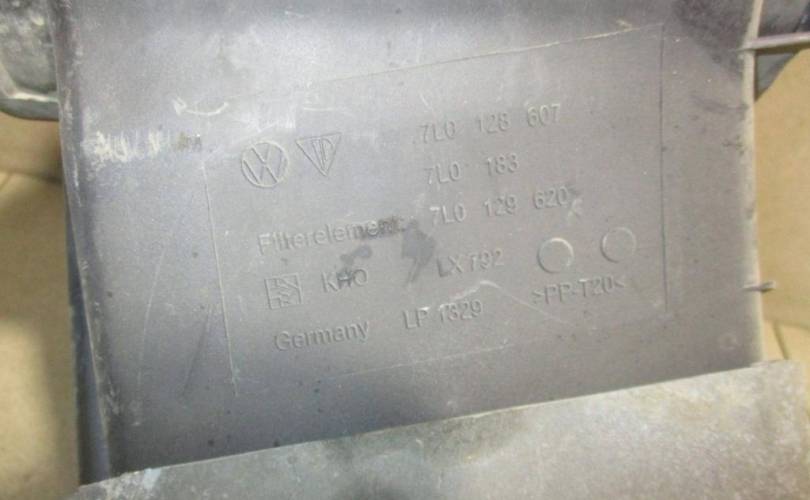 7L0 128 607
7L0 183
Filterelement: 7L0 129 620
KHO LX 792
>PP-T20<
Germany LP 1329